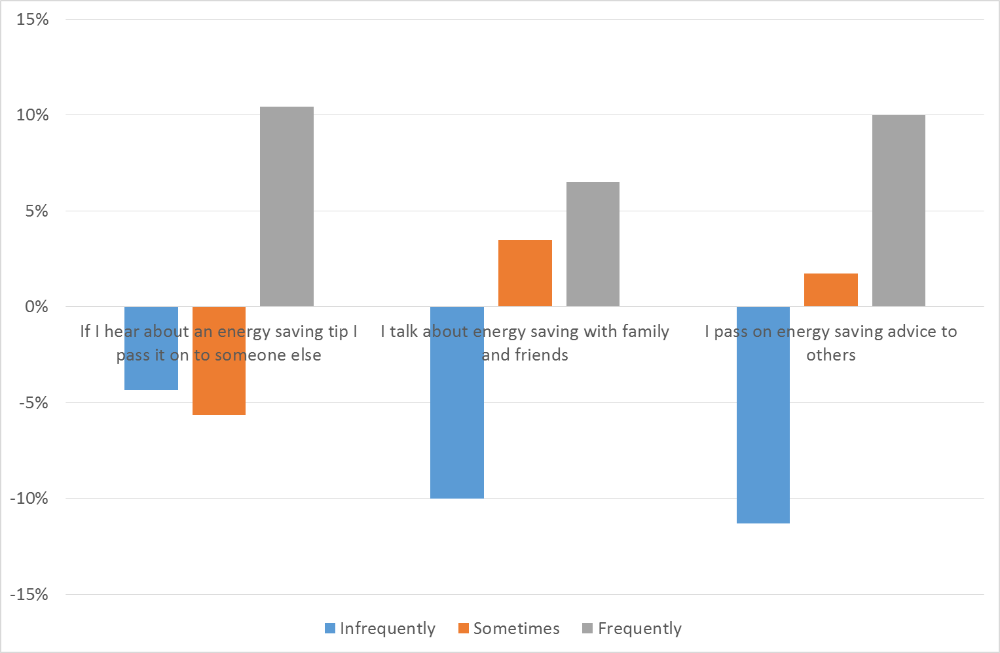 15%
10%
5%
0%
If I hear about an energy saving tip I
pass it on to someone else
I talk about energy saving with family
and friends
I pass on energy saving advice to
others
-5%
-10%
-15%
Infrequently
Sometimes
Frequently